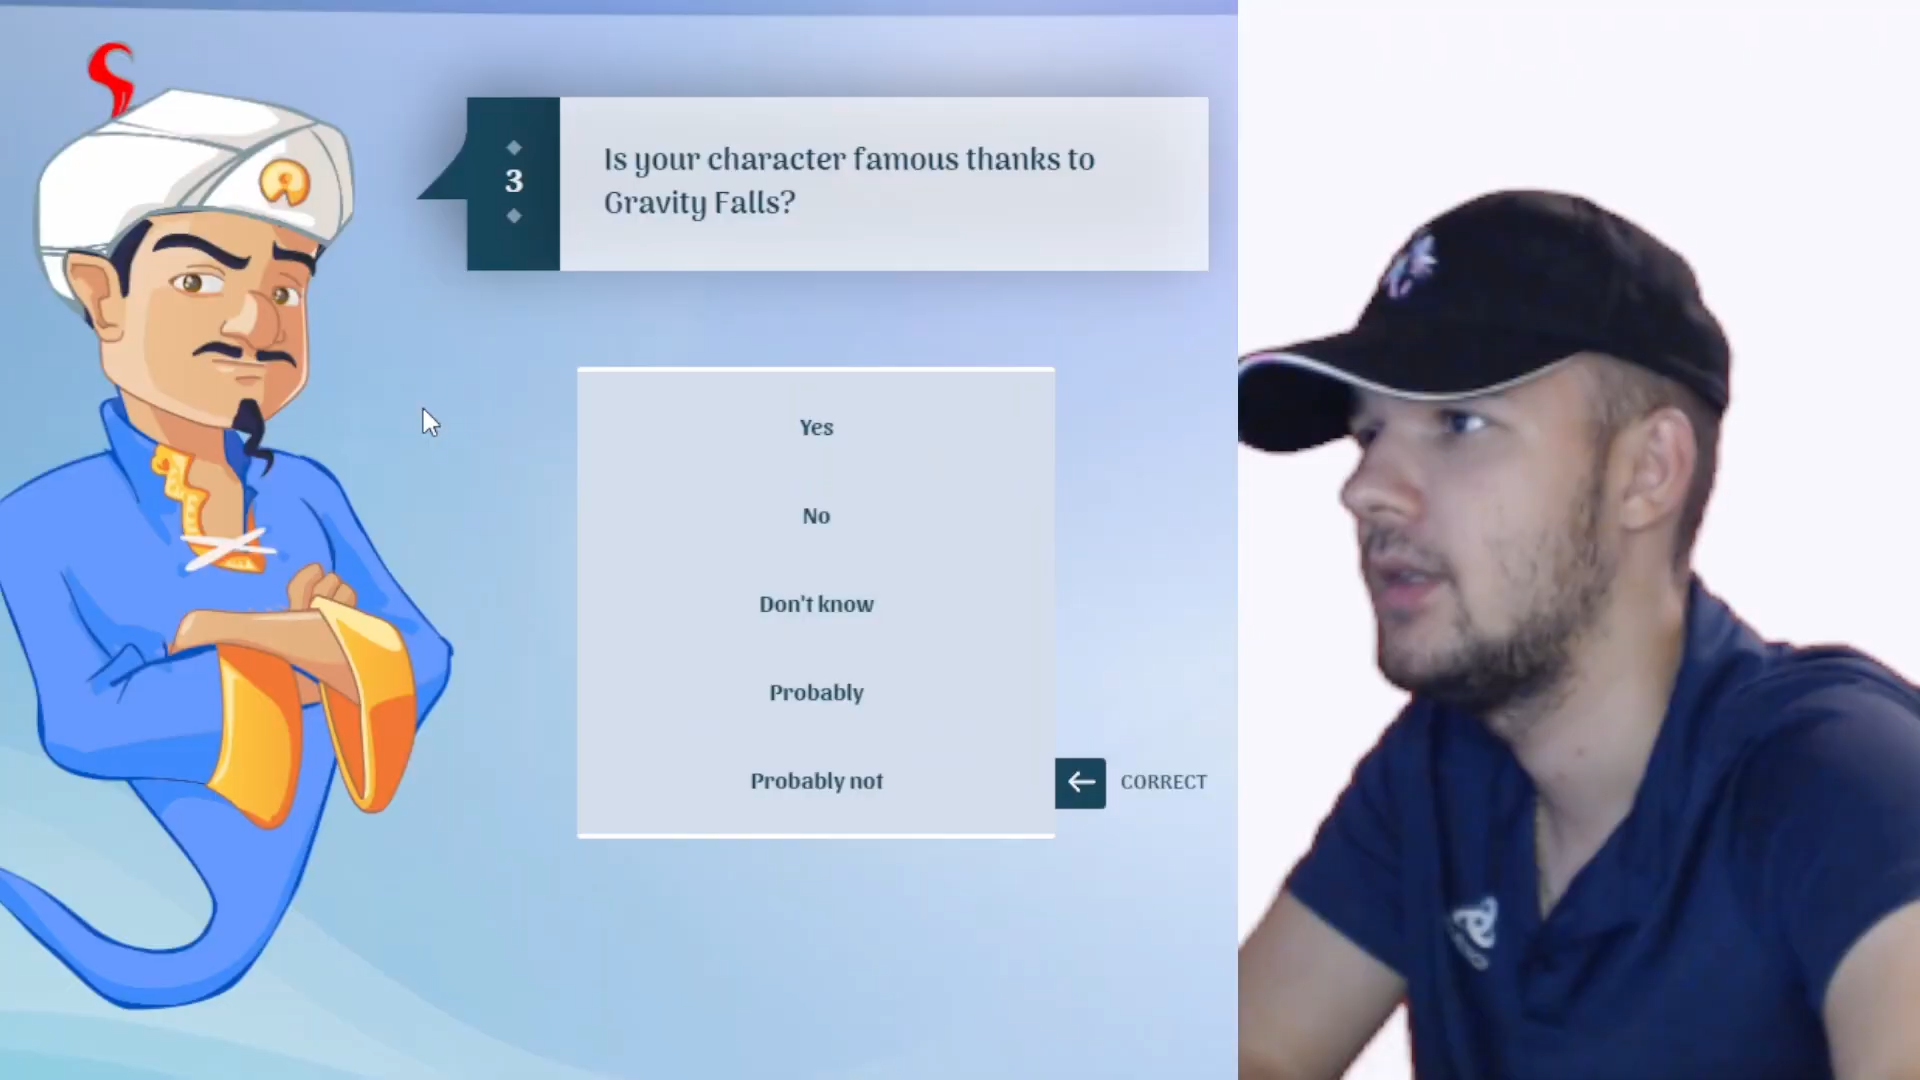 3
Is your character famous thanks to
Gravity Falls?
Yes
No
Don't know
Probably
Probably not
CORRECT